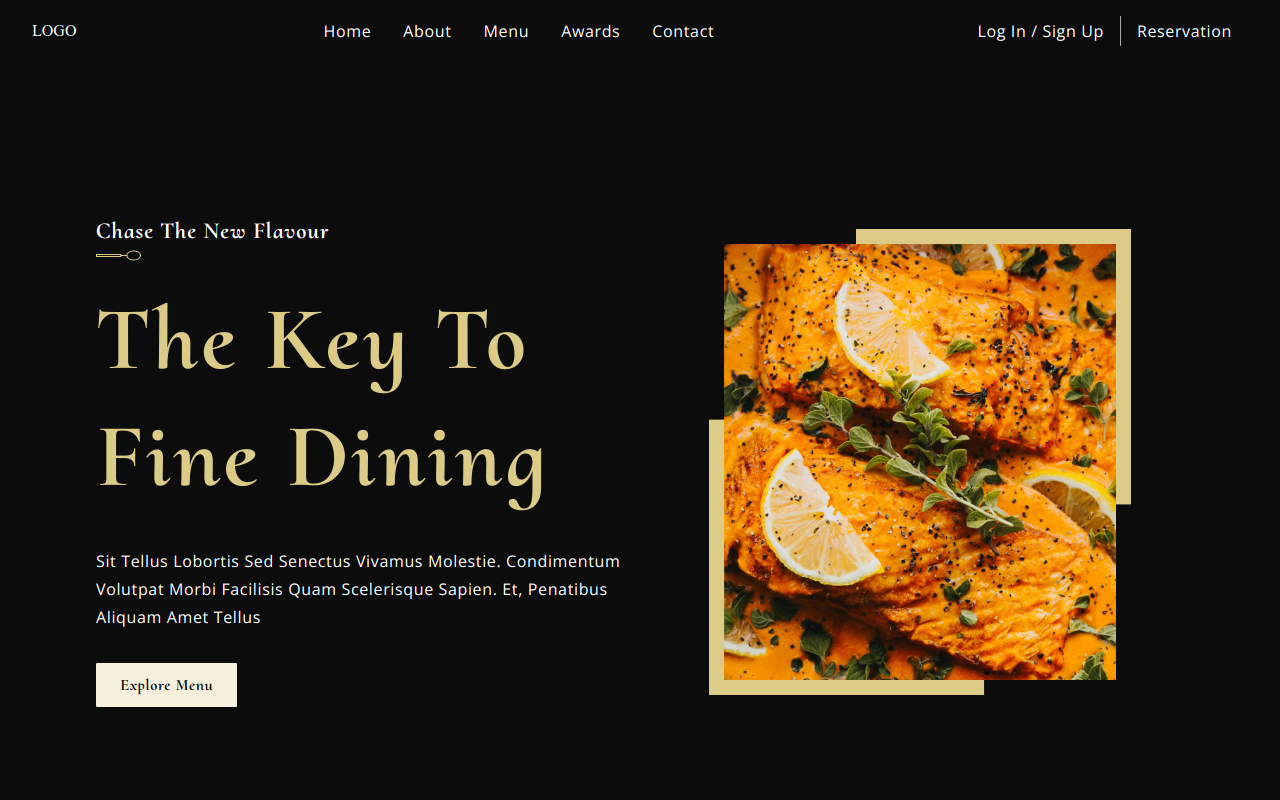 LOGO
Home
About
Menu
Awards
Contact
Log In / Sign Up
Reservation
Chase The New Flavour
The Key To
Fine Dining
Sit Tellus Lobortis Sed Senectus Vivamus Molestie. Condimentum
Volutpat Morbi Facilisis Quam Scelerisque Sapien. Et, Penatibus
Aliquam Amet Tellus
Explore Menu